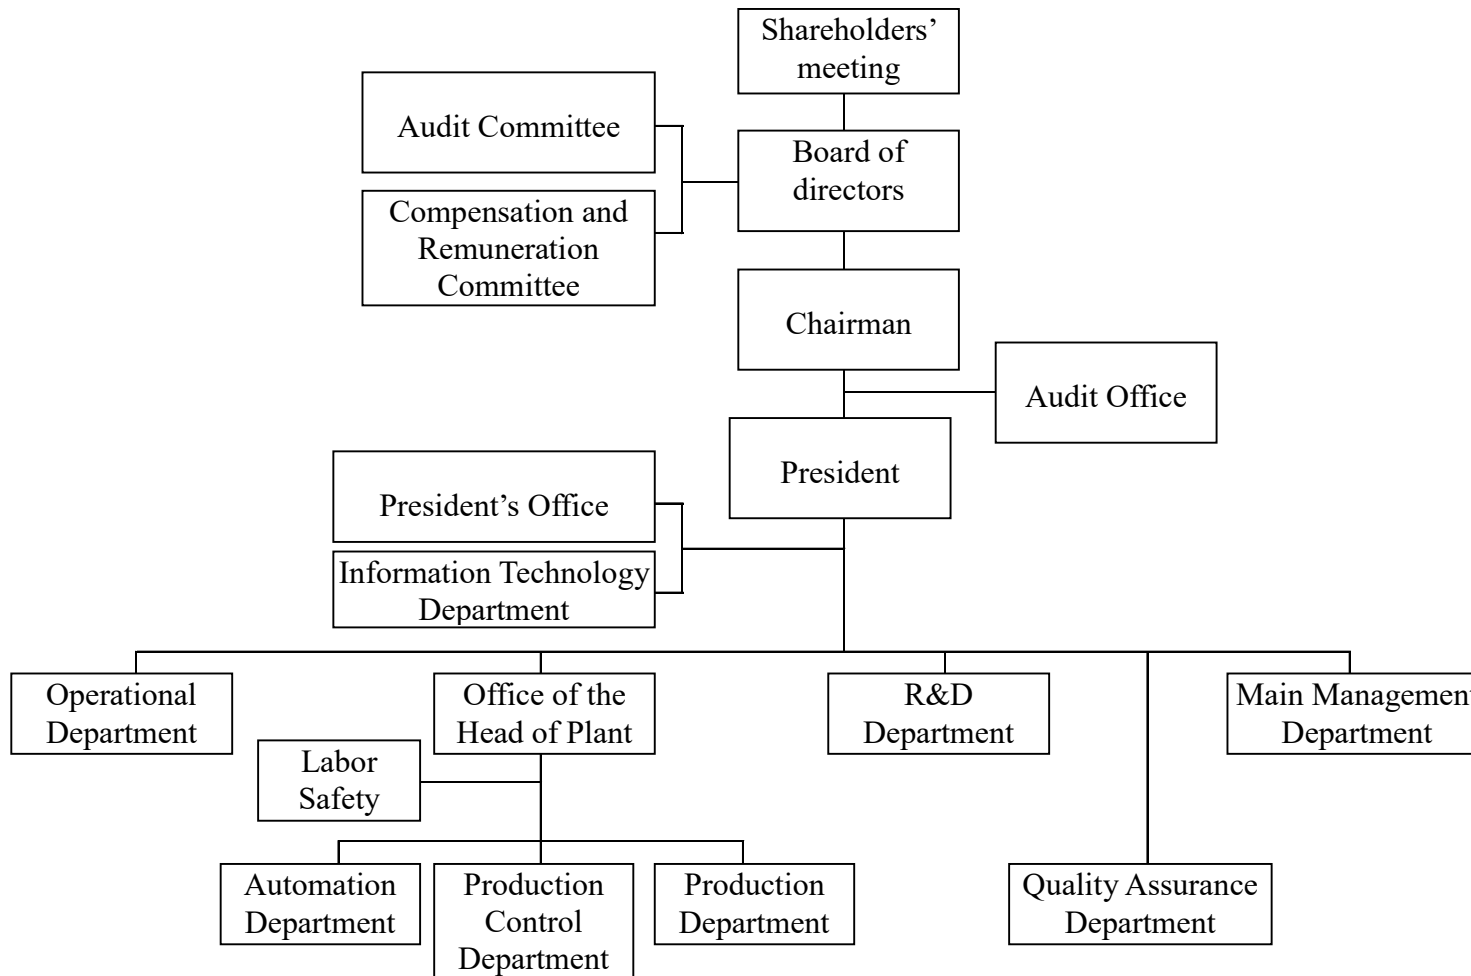 Shareholders’
meeting
Audit Committee
Board of
directors
Compensation and
Remuneration
Committee
Chairman
Audit Office
President
President’s Office
Information Technology
Department
Operational
Department
Office of the
Head of Plant
R&D
Department
Main Management
Department
Labor
Safety
Automation
Department
Production
Control
Department
Production
Department
Quality Assurance
Department